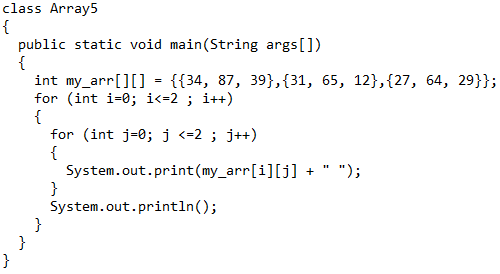 class Array5
{
  public static void main(String args[])
  {
    int my_arr[][] = {{34, 87, 39},{31, 65, 12},{27, 64, 29}};
    for (int i=0; i<=2 ; i++)
    {
      for (int j=0; j <=2 ; j++)
      {
        System.out.print(my_arr[i][j] + " ");
      }
      System.out.println();
    }
  }
}